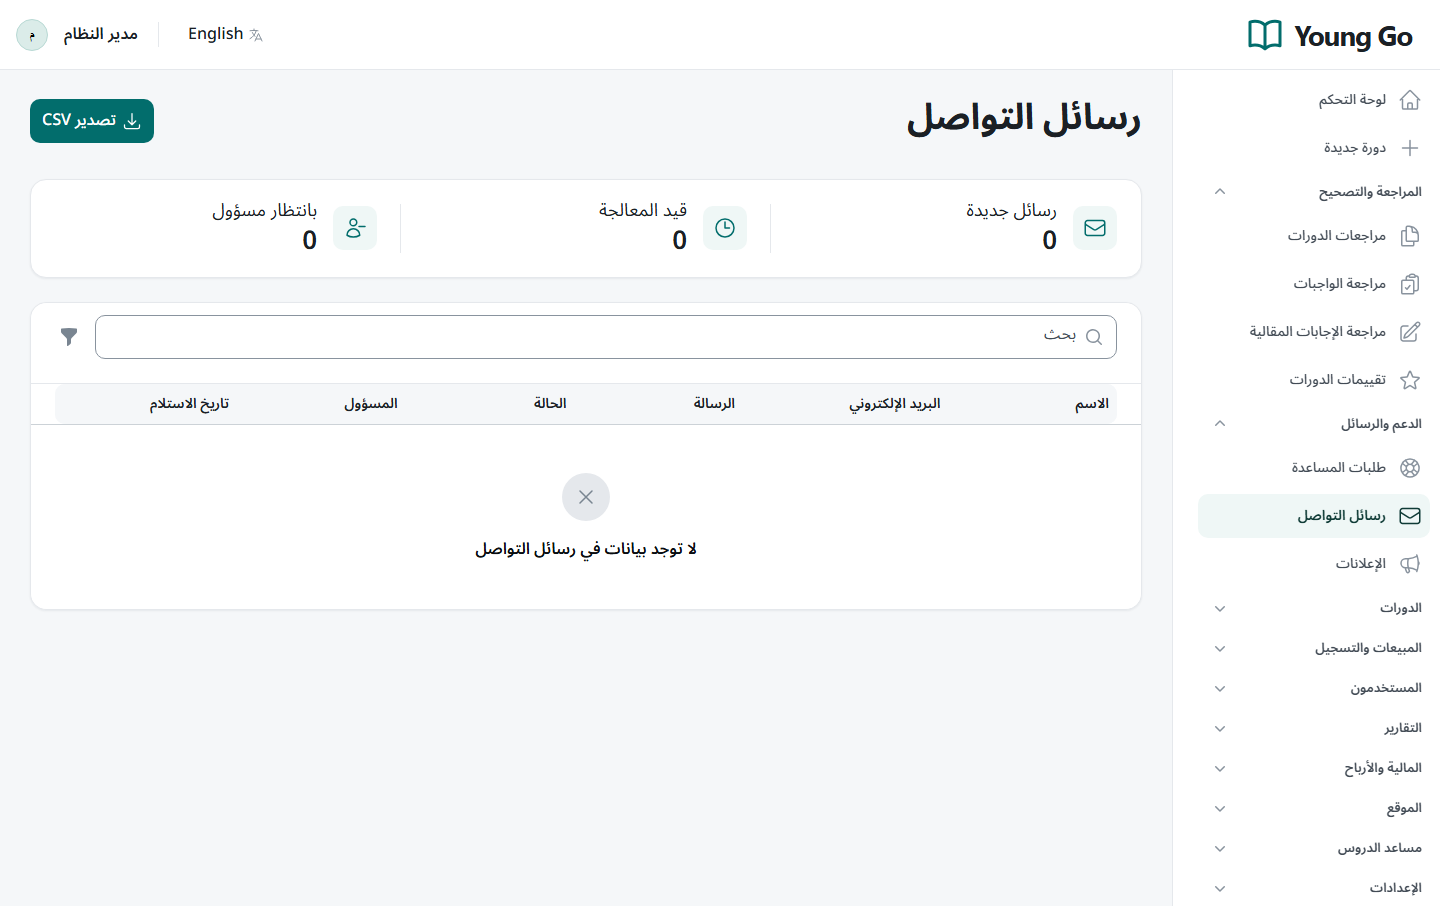 Young Go
English
مدير النظام
م
لوحة التحكم
دورة جديدة
المراجعة والتصحيح
مراجعات الدورات
مراجعة الواجبات
مراجعة الإجابات المقالية
تقييمات الدورات
الدعم والرسائل
طلبات المساعدة
رسائل التواصل
الإعلانات
الدورات
المبيعات والتسجيل
المستخدمون
التقارير
المالية والأرباح
الموقع
مساعد الدروس
الإعدادات
رسائل التواصل
تصدير CSV
رسائل جديدة
0
قيد المعالجة
0
بانتظار مسؤول
0
بحث
الاسم البريد الإلكتروني الرسالة الحالة المسؤول تاريخ الاستلام
لا توجد بيانات في رسائل التواصل